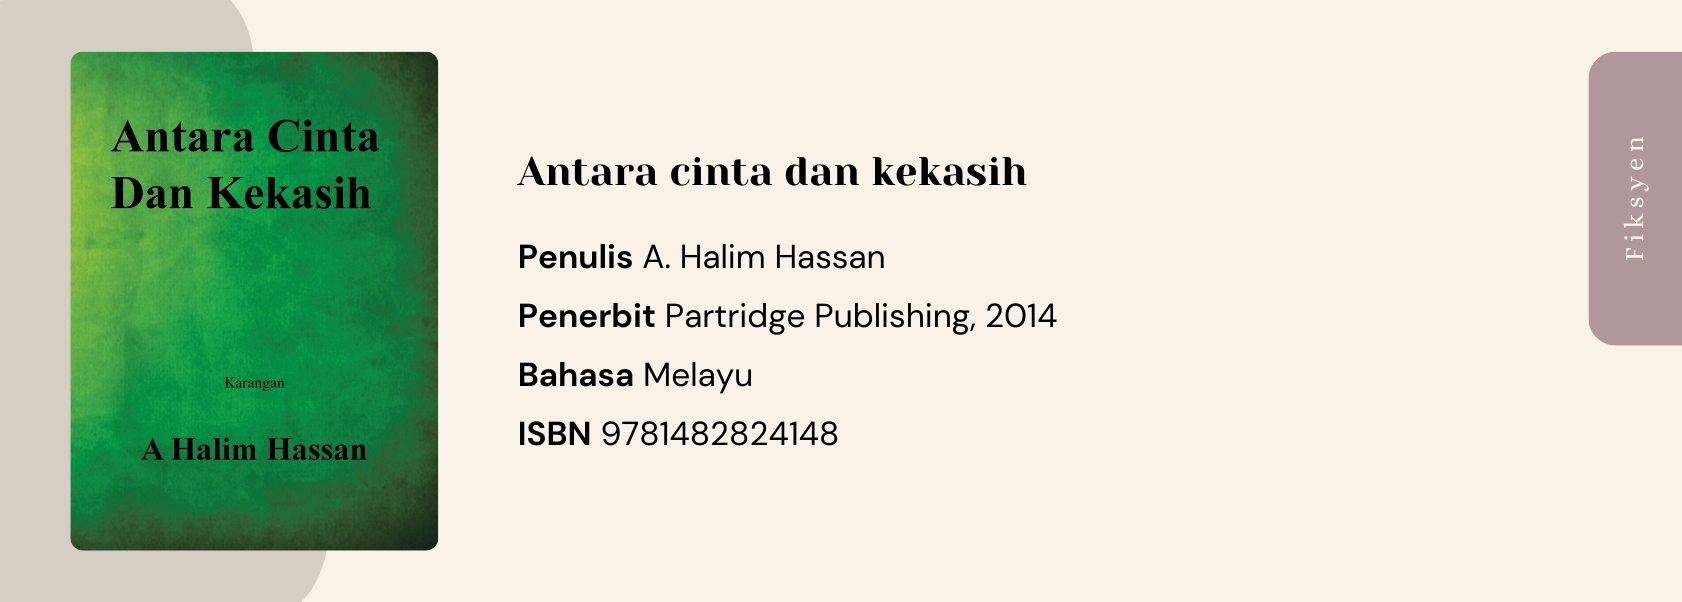 Antara Cinta
Dan Kekasih
Karangan
A Halim Hassan
Antara cinta dan kekasih
Penulis A. Halim Hassan
Penerbit Partridge Publishing, 2014
Bahasa Melayu
ISBN 9781482824148
Fiksyen